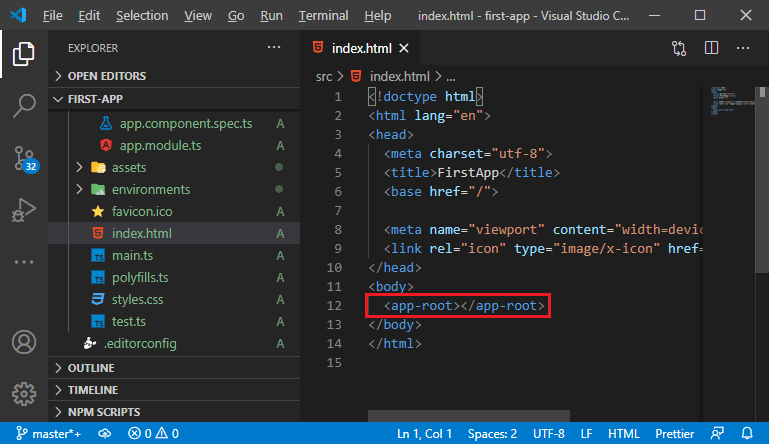 File Edit Selection View Go Run Terminal Help index.html - first-app - Visual Studio C...
EXPLORER
OPEN EDITORS
FIRST-APP
app.component.spec.ts A
app.module.ts A
assets
environments
favicon.ico A
index.html A
main.ts A
polyfills.ts A
styles.css A
test.ts A
.editorconfig A
OUTLINE
TIMELINE
NPM SCRIPTS
32
index.html
src > index.html > ...
1 <!doctype html>
2 <html lang="en">
3 <head>
4 <meta charset="utf-8">
5 <title>FirstApp</title>
6 <base href="/">
7
8 <meta name="viewport" content="width=devic
9 <link rel="icon" type="image/x-icon" href=
10 </head>
11 <body>
12 <app-root></app-root>
13 </body>
14 </html>
15
master*+ 0 0 Ln 1, Col 1 Spaces: 2 UTF-8 LF HTML Prettier